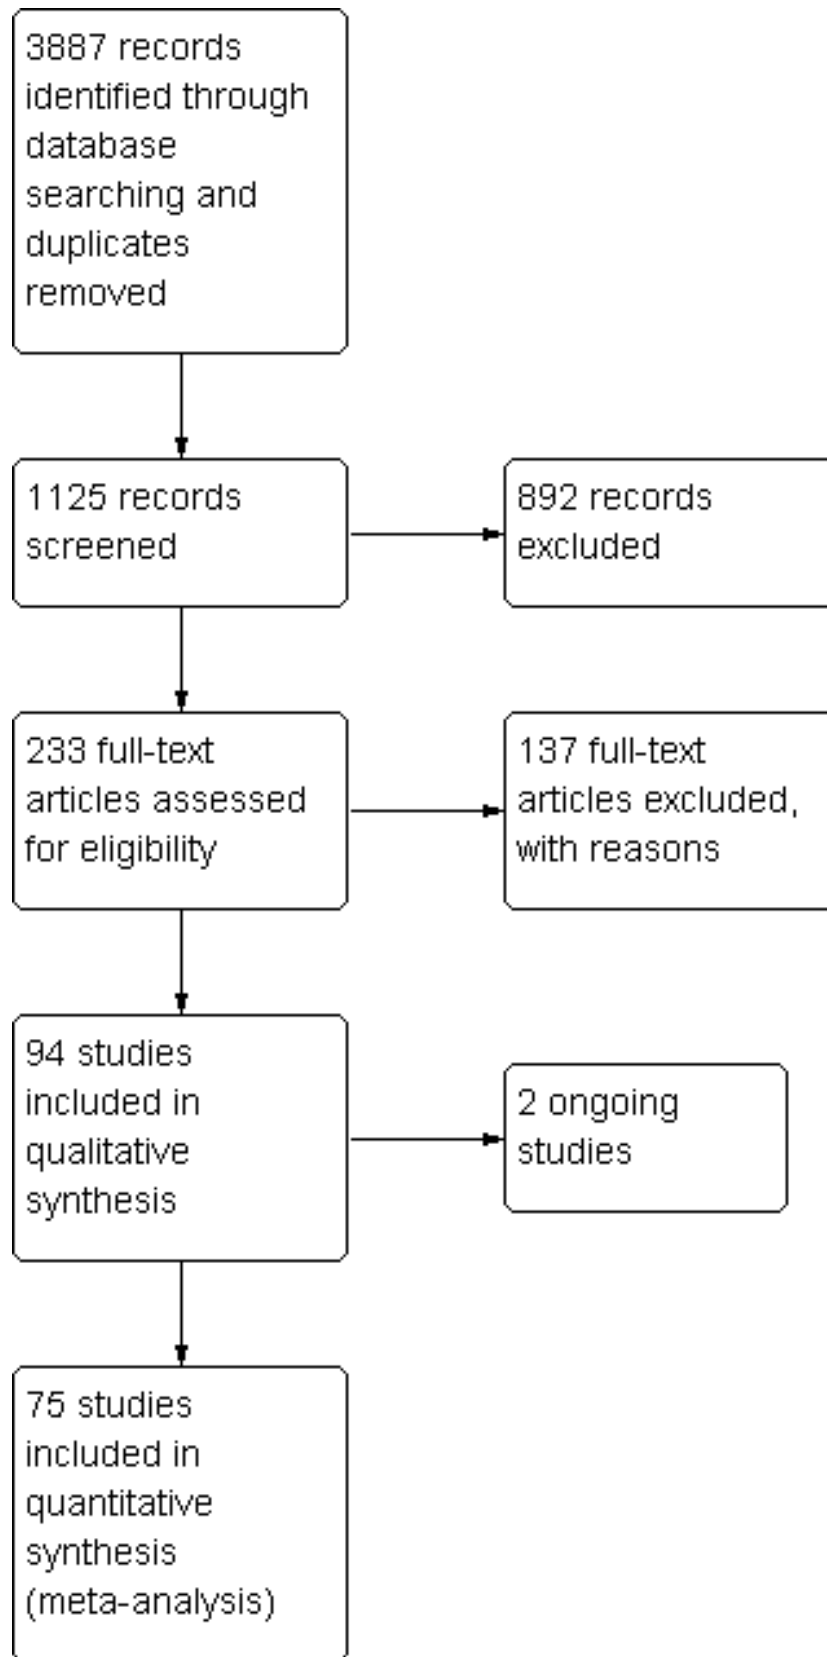 3887 records
identified through
database
searching and
duplicates
removed
1125 records
screened
892 records
excluded
233 full-text
articles assessed
for eligibility
137 full-text
articles excluded,
with reasons
94 studies
included in
qualitative
synthesis
2 ongoing
studies
75 studies
included in
quantitative
synthesis
(meta-analysis)